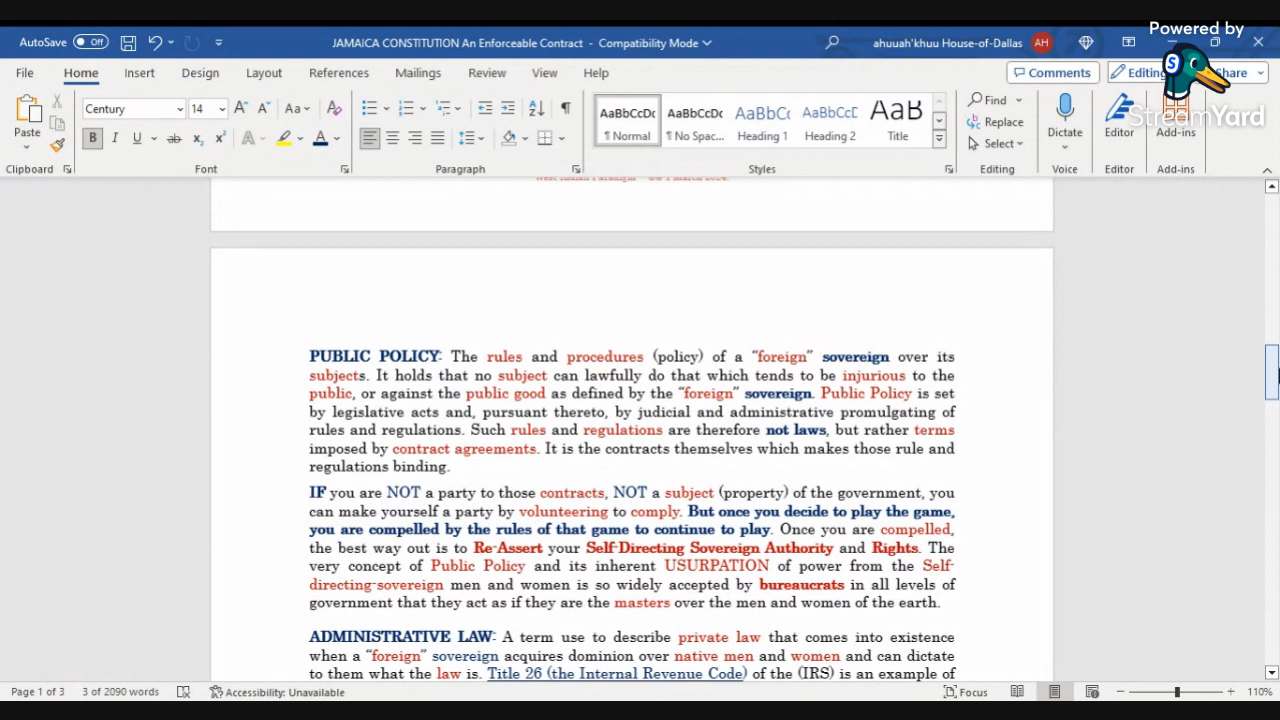 Powered by
StreamYard
AutoSave Off JAMAICA CONSTITUTION An Enforceable Contract - Compatibility Mode ahuuah'khuu House-of-Dallas AH
File Home Insert Design Layout References Mailings Review View Help Comments Editing Share
Century 14 Aa AaBbCcDc AaBbCcDc AaBbCc AaBbCcD AaB Find
Paste B I U ab x₂ x² A A ¶ Normal ¶ No Spac... Heading 1 Heading 2 Title Replace Select Dictate Editor Add-ins
Clipboard Font Paragraph Styles Editing Voice Editor Add-ins
PUBLIC POLICY: The rules and procedures (policy) of a “foreign” sovereign over its
subjects. It holds that no subject can lawfully do that which tends to be injurious to the
public, or against the public good as defined by the “foreign” sovereign. Public Policy is set
by legislative acts and, pursuant thereto, by judicial and administrative promulgating of
rules and regulations. Such rules and regulations are therefore not laws, but rather terms
imposed by contract agreements. It is the contracts themselves which makes those rule and
regulations binding.
IF you are NOT a party to those contracts, NOT a subject (property) of the government, you
can make yourself a party by volunteering to comply. But once you decide to play the game,
you are compelled by the rules of that game to continue to play. Once you are compelled,
the best way out is to Re-Assert your Self-Directing Sovereign Authority and Rights. The
very concept of Public Policy and its inherent USURPATION of power from the Self-
directing-sovereign men and women is so widely accepted by bureaucrats in all levels of
government that they act as if they are the masters over the men and women of the earth.
ADMINISTRATIVE LAW: A term use to describe private law that comes into existence
when a “foreign” sovereign acquires dominion over native men and women and can dictate
to them what the law is. Title 26 (the Internal Revenue Code) of the (IRS) is an example of
Page 1 of 3 3 of 2090 words Accessibility: Unavailable Focus 110%